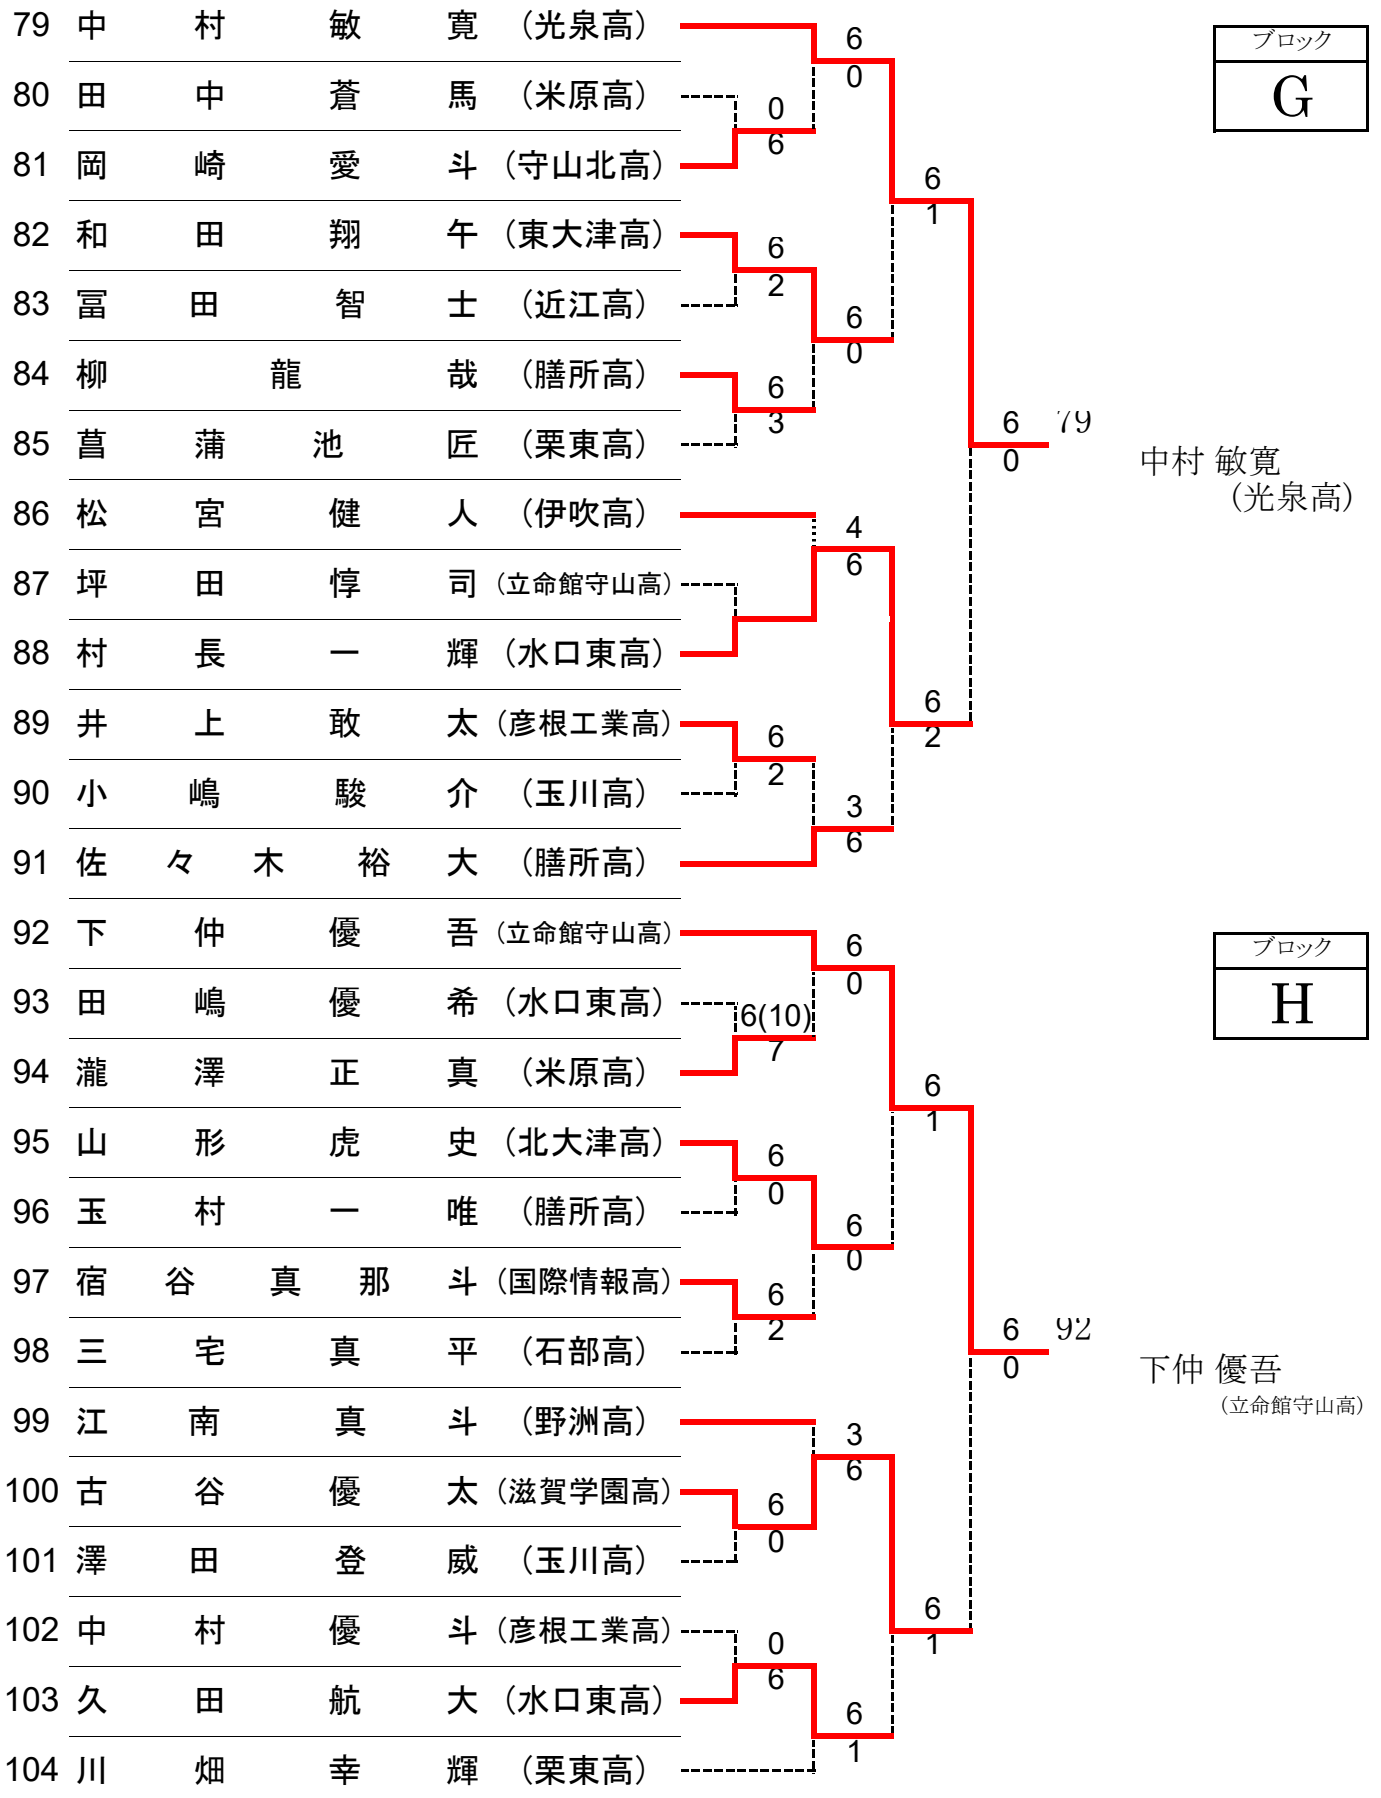 79 中村敏寛 (光泉高)
6
0
ブロック
G
80 田中蒼馬 (米原高)
0
6
81 岡崎愛斗 (守山北高)
6
1
82 和田翔午 (東大津高)
6
2
83 冨田智士 (近江高)
6
0
84 柳龍哉 (膳所高)
6
3
85 菖蒲池匠 (栗東高)
6
0
79
中村 敏寛
(光泉高)
86 松宮健人 (伊吹高)
4
6
87 坪田惇司 (立命館守山高)
88 村長一輝 (水口東高)
89 井上敢太 (彦根工業高)
6
2
6
2
90 小嶋駿介 (玉川高)
3
6
91 佐々木裕大 (膳所高)
92 下仲優吾 (立命館守山高)
6
0
ブロック
H
93 田嶋優希 (水口東高)
6(10)
7
94 瀧澤正真 (米原高)
6
1
95 山形虎史 (北大津高)
6
0
96 玉村一唯 (膳所高)
6
0
97 宿谷真那斗 (国際情報高)
6
2
98 三宅真平 (石部高)
6
0
92
下仲 優吾
(立命館守山高)
99 江南真斗 (野洲高)
3
6
100 古谷優太 (滋賀学園高)
6
0
101 澤田登威 (玉川高)
102 中村優斗 (彦根工業高)
0
6
6
1
103 久田航大 (水口東高)
6
1
104 川畑幸輝 (栗東高)